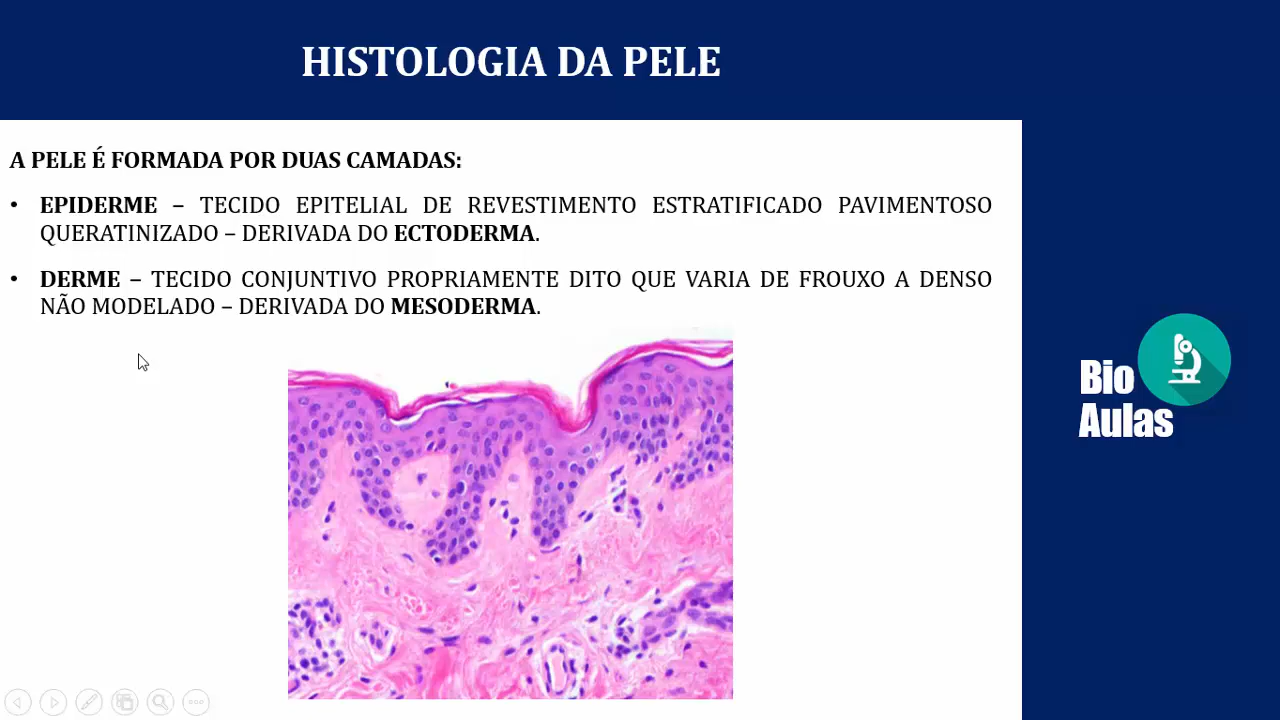 HISTOLOGIA DA PELE
A PELE É FORMADA POR DUAS CAMADAS:
• EPIDERME – TECIDO EPITELIAL DE REVESTIMENTO ESTRATIFICADO PAVIMENTOSO
QUERATINIZADO – DERIVADA DO ECTODERMA.
• DERME – TECIDO CONJUNTIVO PROPRIAMENTE DITO QUE VARIA DE FROUXO A DENSO
NÃO MODELADO – DERIVADA DO MESODERMA.
Bio
Aulas